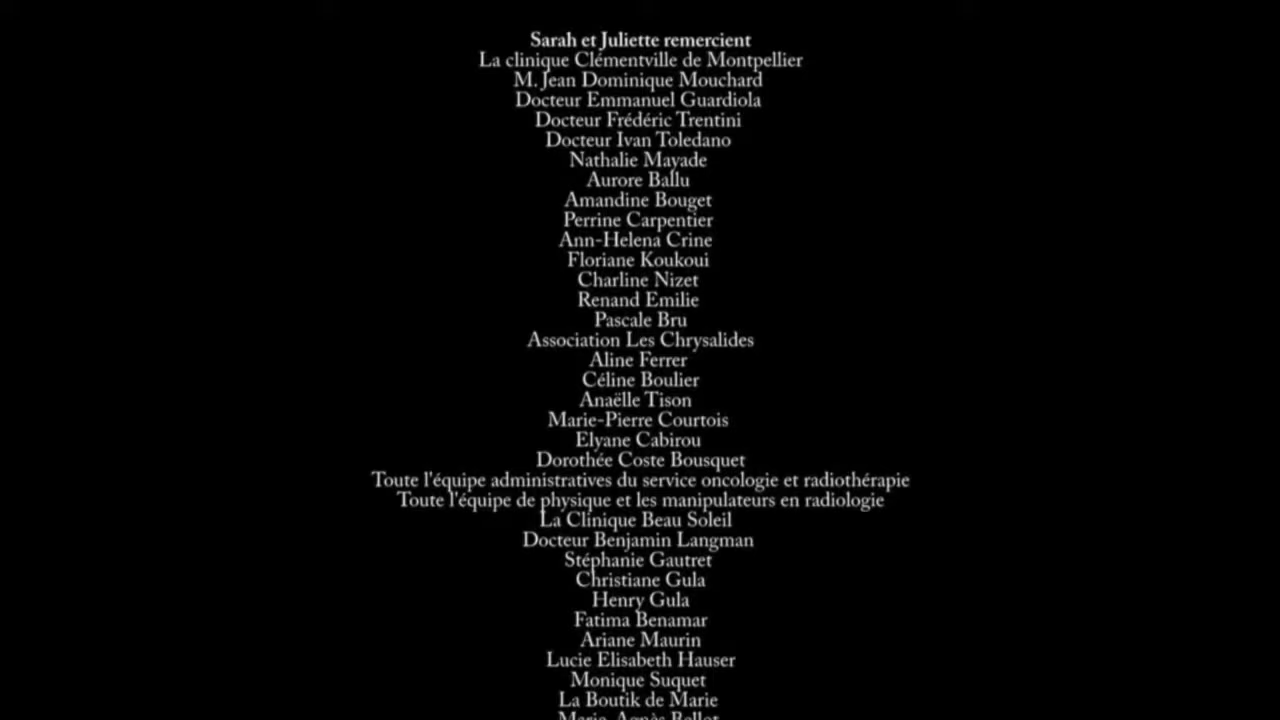 Sarah et Juliette remercient
La clinique Clémentville de Montpellier
M. Jean Dominique Mouchard
Docteur Emmanuel Guardiola
Docteur Frédéric Trentini
Docteur Ivan Toledano
Nathalie Mayade
Aurore Ballu
Amandine Bouget
Perrine Carpentier
Ann-Helena Crine
Floriane Koukoui
Charline Nizet
Renand Emilie
Pascale Bru
Association Les Chrysalides
Aline Ferrer
Céline Boulier
Anaëlle Tison
Marie-Pierre Courtois
Elyane Cabirou
Dorothée Coste Bousquet
Toute l'équipe administratives du service oncologie et radiothérapie
Toute l'équipe de physique et les manipulateurs en radiologie
La Clinique Beau Soleil
Docteur Benjamin Langman
Stéphanie Gautret
Christiane Gula
Henry Gula
Fatima Benamar
Ariane Maurin
Lucie Elisabeth Hauser
Monique Suquet
La Boutik de Marie
Marie-Agnès